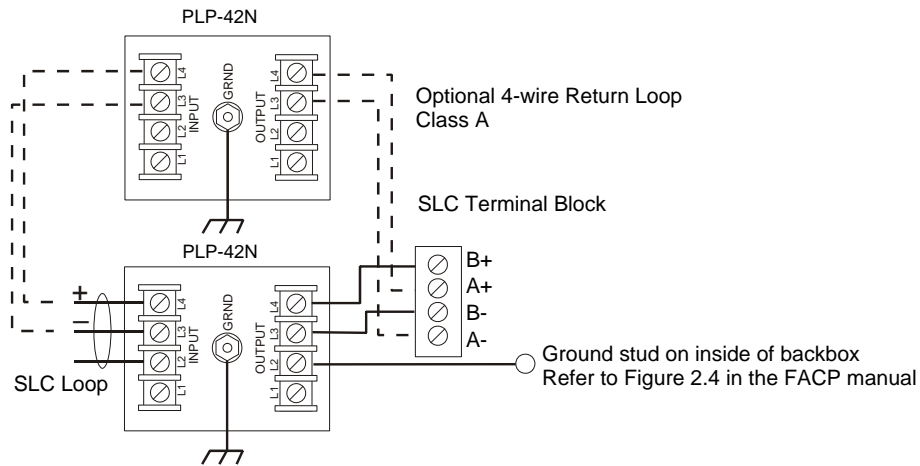 PLP-42N
L4
L3
L2
L1
INPUT
GRND
OUTPUT
L4
L3
L2
L1
Optional 4-wire Return Loop
Class A
SLC Terminal Block
B+
A+
B-
A-
PLP-42N
+
–
SLC Loop
L4
L3
L2
L1
INPUT
GRND
OUTPUT
L4
L3
L2
L1
Ground stud on inside of backbox
Refer to Figure 2.4 in the FACP manual